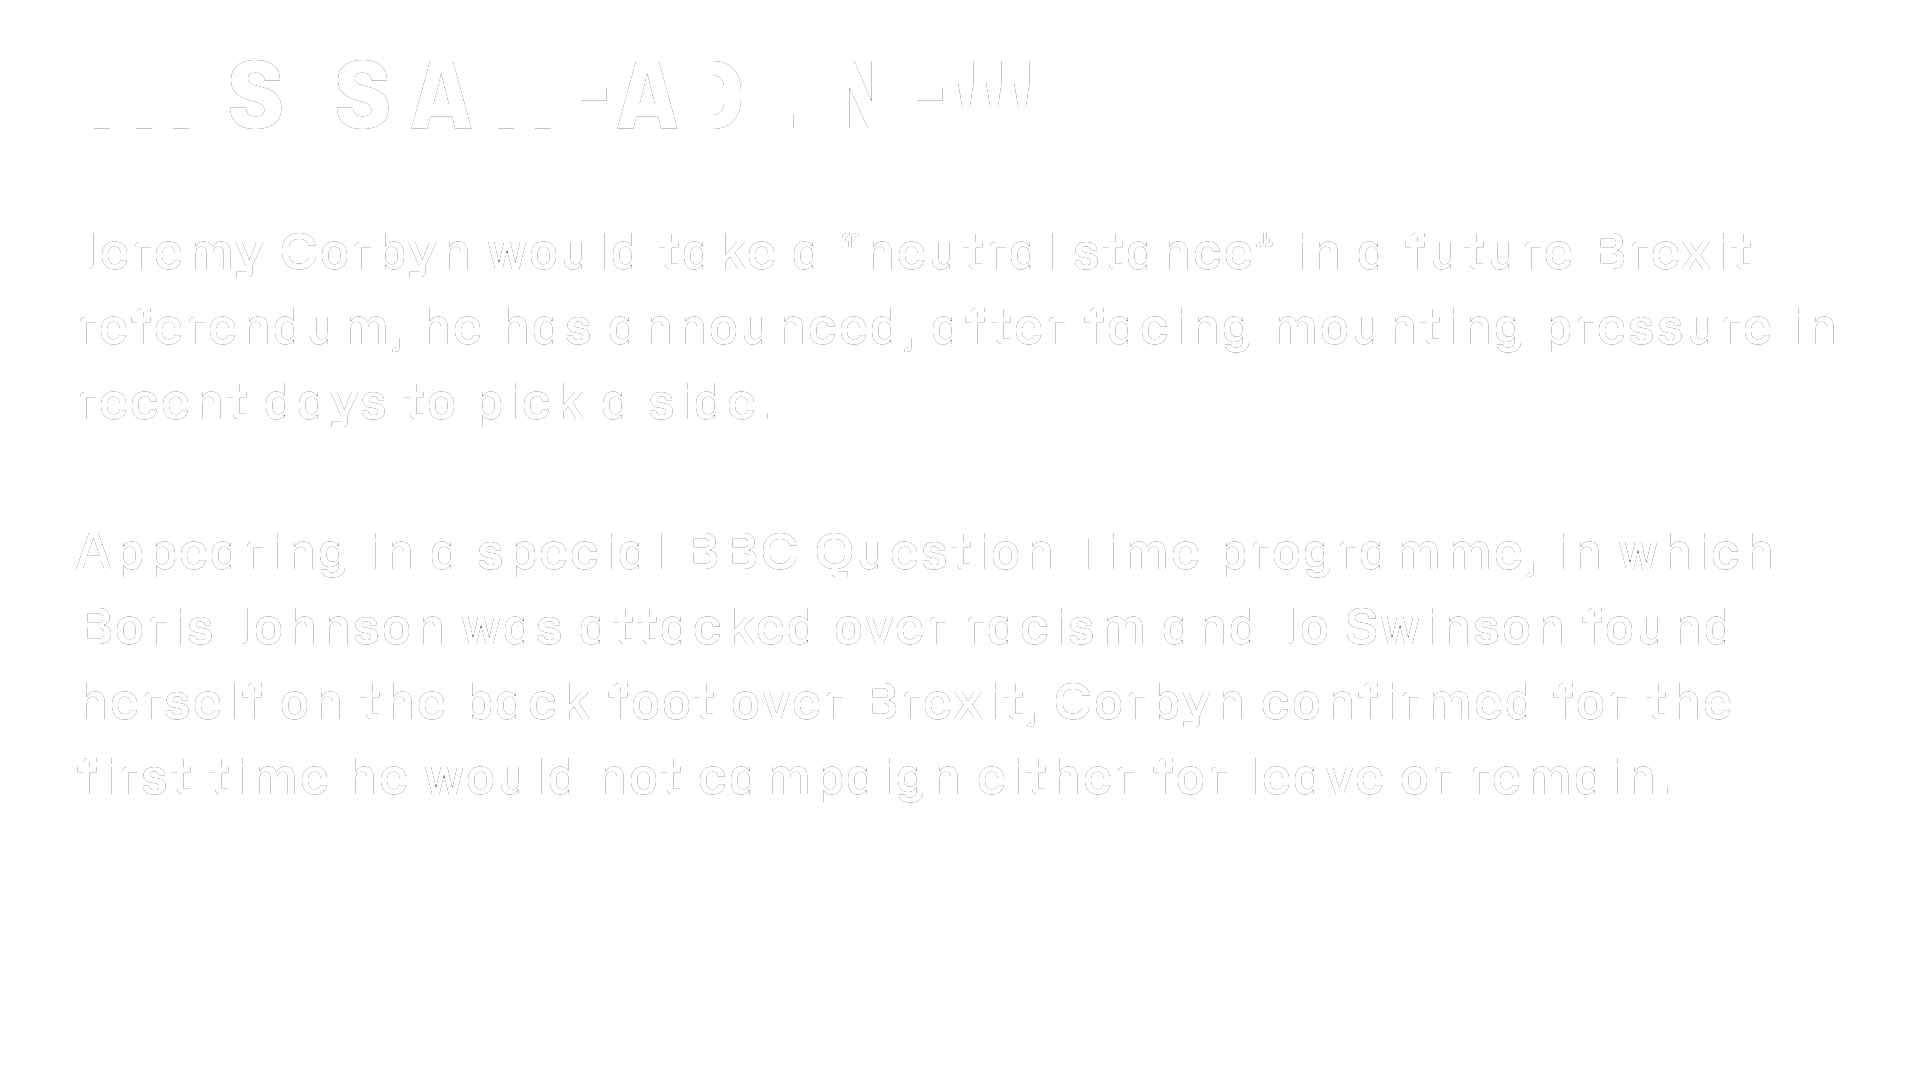 THIS IS A HEADLINEW
Jeremy Corbyn would take a “neutral stance” in a future Brexit
referendum, he has announced, after facing mounting pressure in
recent days to pick a side.
Appearing in a special BBC Question Time programme, in which
Boris Johnson was attacked over racism and Jo Swinson found
herself on the back foot over Brexit, Corbyn confirmed for the
first time he would not campaign either for leave or remain.